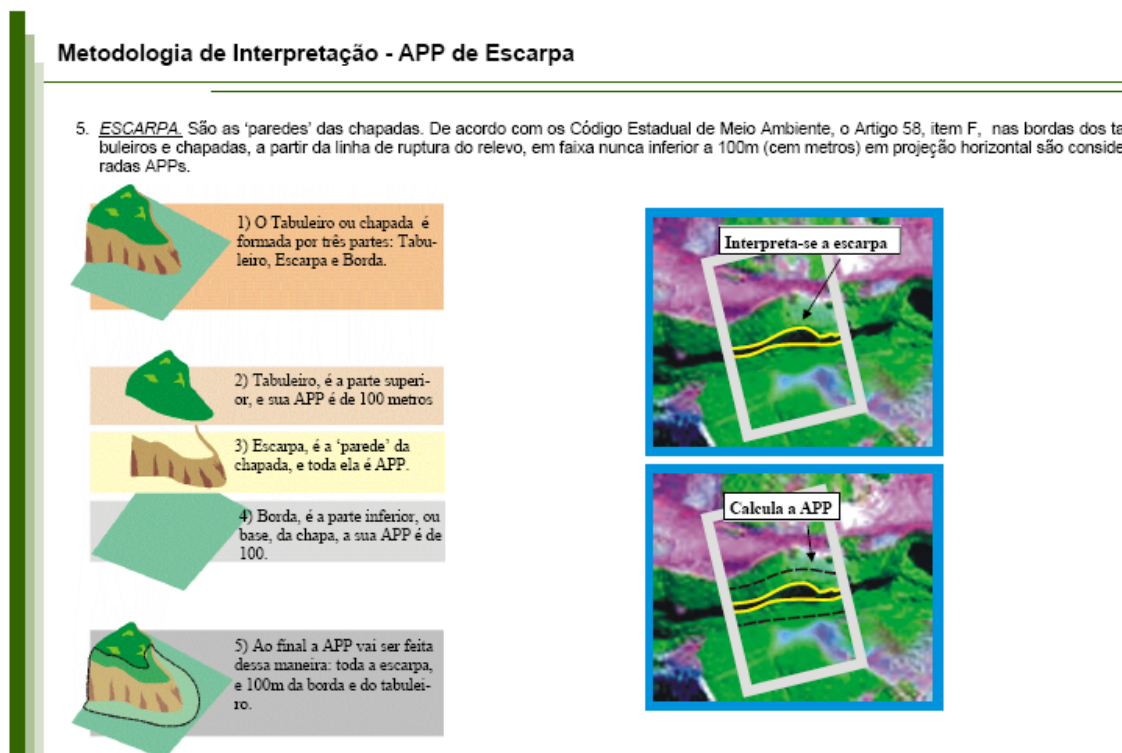 Metodologia de Interpretação - APP de Escarpa
5. ESCARPA. São as ‘paredes’ das chapadas. De acordo com os Código Estadual de Meio Ambiente, o Artigo 58, item F, nas bordas dos ta-
buleiros e chapadas, a partir da linha de ruptura do relevo, em faixa nunca inferior a 100m (cem metros) em projeção horizontal são conside-
radas APPs.
1) O Tabuleiro ou chapada é
formada por três partes: Tabu-
leiro, Escarpa e Borda.
2) Tabuleiro, é a parte superi-
or, e sua APP é de 100 metros
3) Escarpa, é a ‘parede’ da
chapada, e toda ela é APP.
4) Borda, é a parte inferior, ou
base, da chapa, a sua APP é de
100.
5) Ao final a APP vai ser feita
dessa maneira: toda a escarpa,
e 100m da borda e do tabulei-
ro.
Interpreta-se a escarpa
Calcula a APP